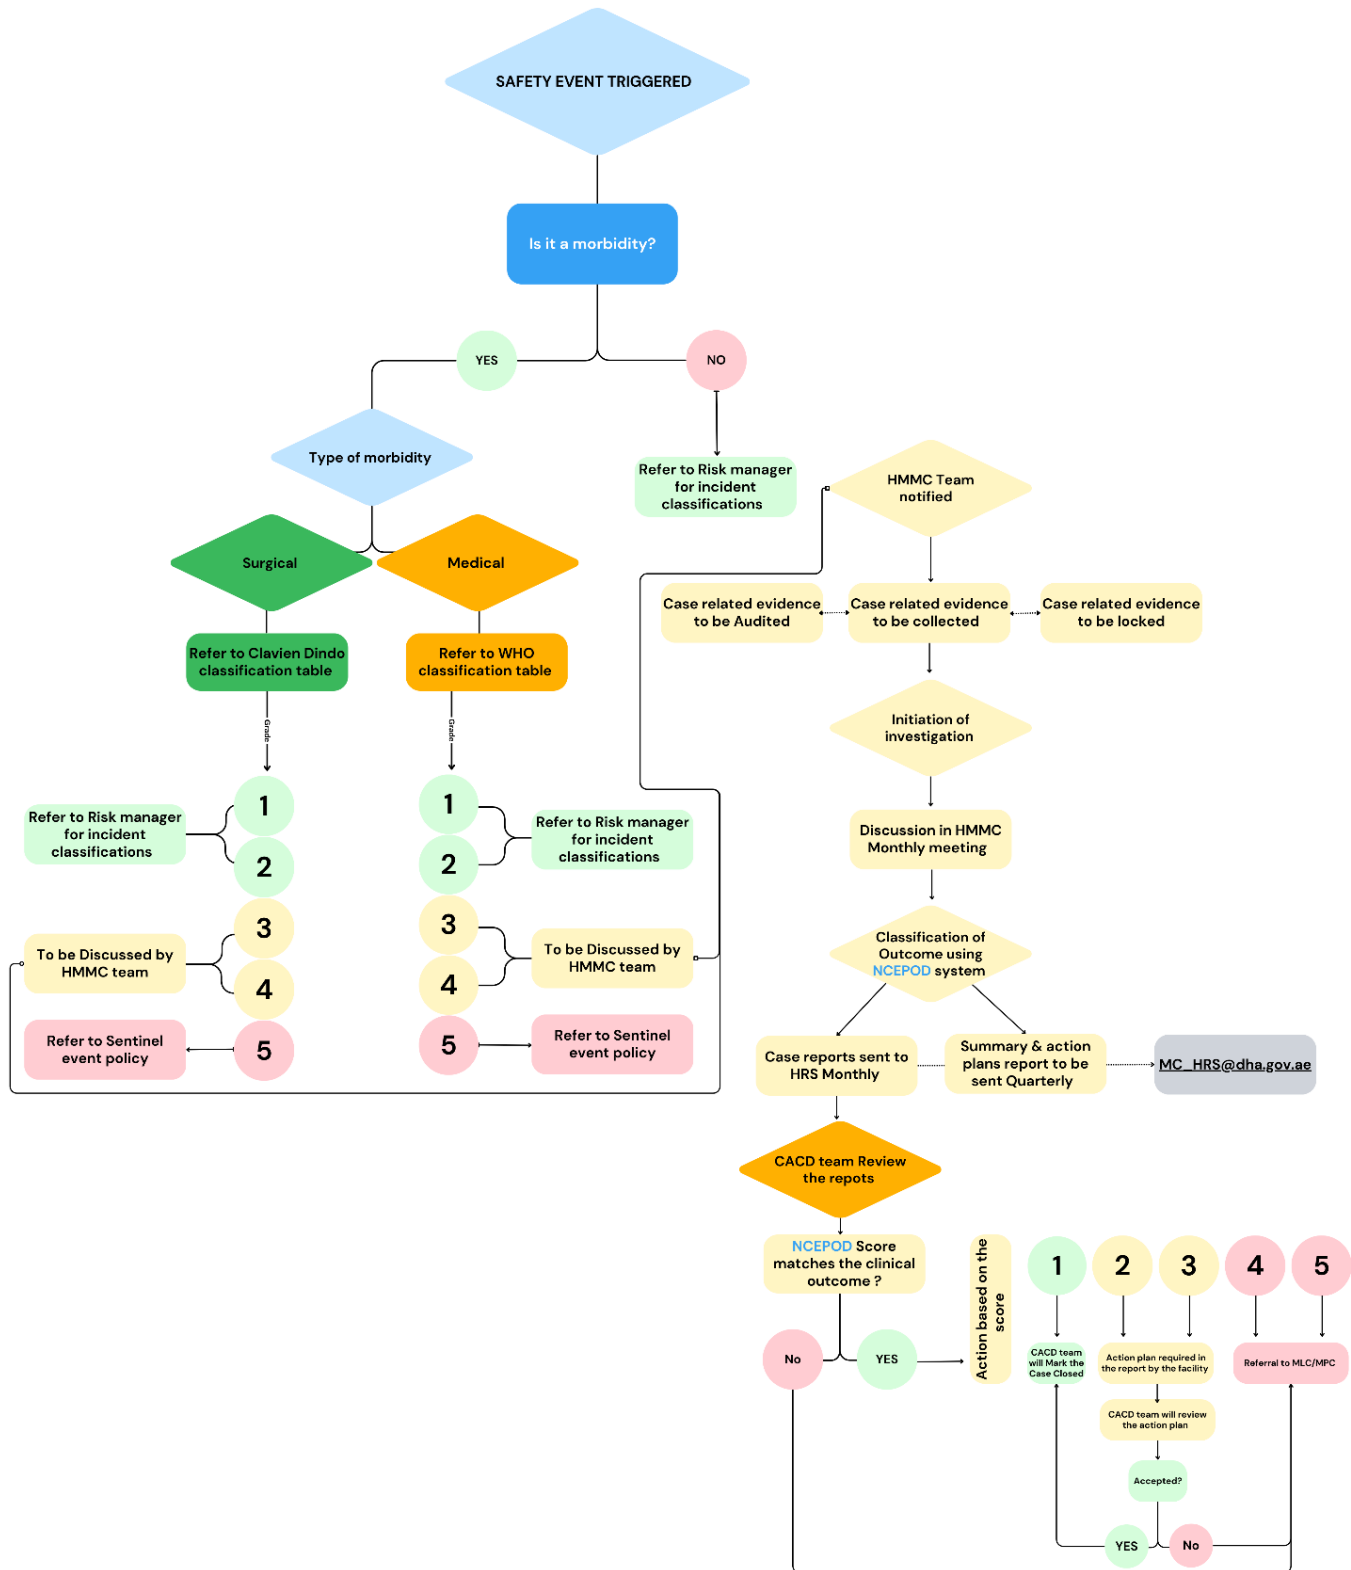 SAFETY EVENT TRIGGERED
Is it a morbidity?
YES
NO
Type of morbidity
Refer to Risk manager
for incident
classifications
Surgical
Medical
Refer to Clavien Dindo
classification table
Refer to WHO
classification table
Grade
Grade
1
2
3
4
5
Refer to Risk manager
for incident
classifications
To be Discussed by
HMMC team
Refer to Sentinel
event policy
1
2
3
4
5
Refer to Risk manager
for incident
classifications
To be Discussed by
HMMC team
Refer to Sentinel
event policy
HMMC Team
notified
Case related evidence
to be Audited
Case related evidence
to be collected
Case related evidence
to be locked
Initiation of
investigation
Discussion in HMMC
Monthly meeting
Classification of
Outcome using
NCEPOD system
Case reports sent to
HRS Monthly
Summary & action
plans report to be
sent Quarterly
MC_HRS@dha.gov.ae
CACD team Review
the repots
NCEPOD Score
matches the clinical
outcome ?
No
YES
Action based on the
score
1
2
3
4
5
CACD team
will Mark the
Case Closed
Action plan required in
the report by the facility
Referral to MLC/MPC
CACD team will review
the action plan
Accepted?
YES
No